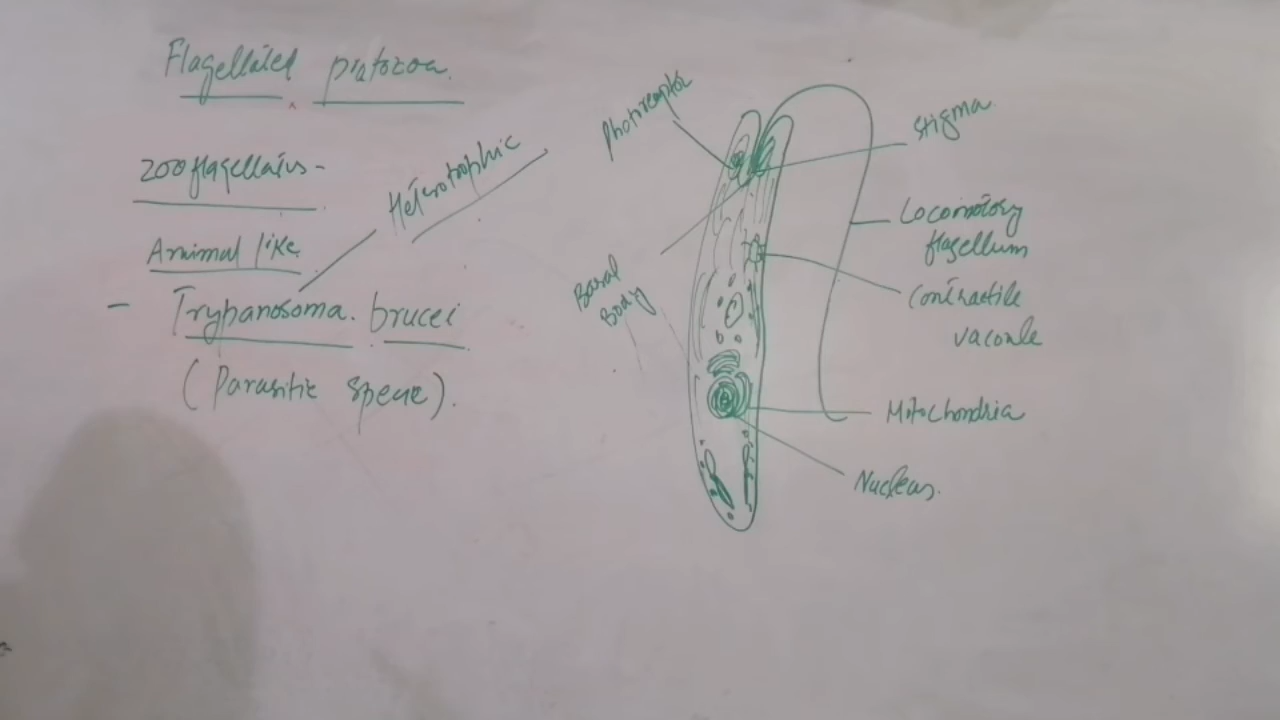 Flagellated protozoa.
Zooflagellates -
Animal like
Heterotrophic
- Trypanosoma. brucei
(Parasitic specie).
Photoreceptor
Stigma
Locomotory
flagellum
Basal
Body
Contractile
vacoule
Mitochondria
Nucleus.